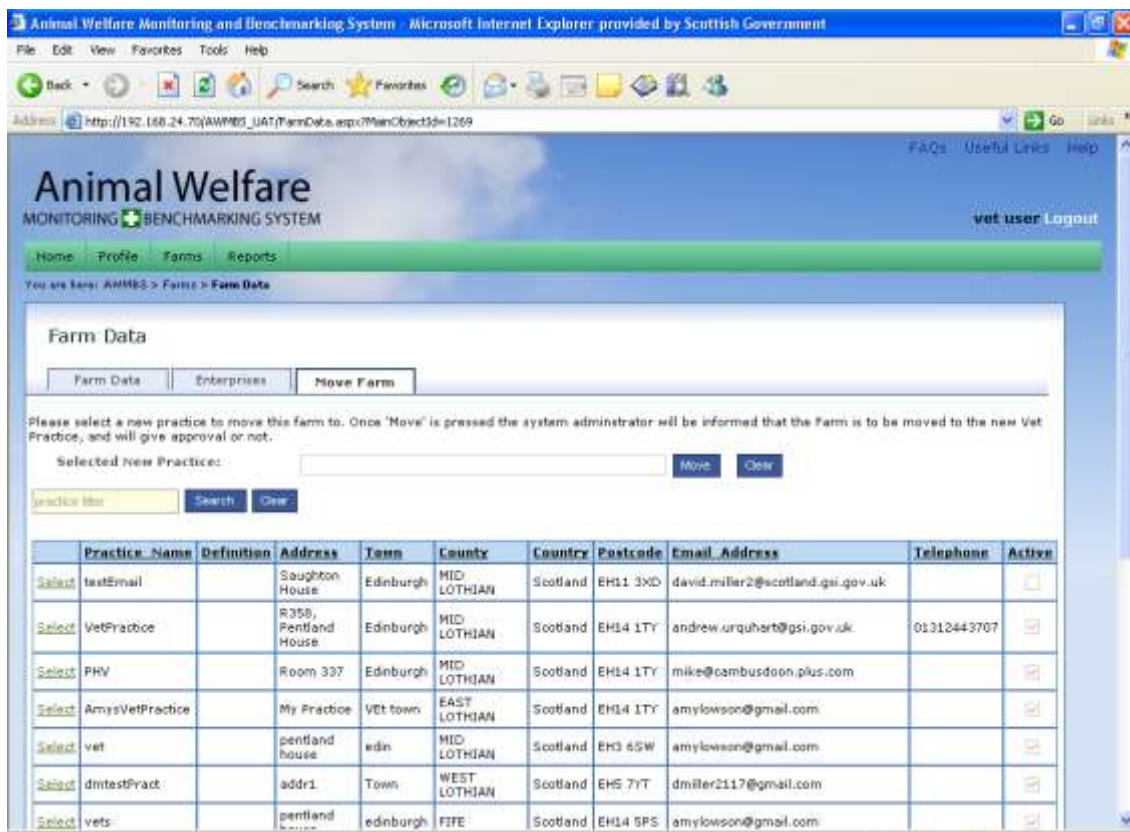 Animal Welfare Monitoring and Benchmarking System - Microsoft Internet Explorer provided by Scottish Government
File Edit View Favorites Tools Help
Back Search Favorites
Address http://192.168.24.70/AWMBS_UAT/FarmData.aspx?MainObjectId=1269 Go Links
FAQs Useful Links Help
Animal Welfare
MONITORING BENCHMARKING SYSTEM
vet user Logout
Home Profile Farms Reports
You are here: AWMBS > Farms > Farm Data
Farm Data
Farm Data Enterprises Move Farm
Please select a new practice to move this farm to. Once 'Move' is pressed the system adminstrator will be informed that the Farm is to be moved to the new Vet
Practice, and will give approval or not.
Selected New Practice: Move Clear
practice filter Search Clear
Practice Name Definition Address Town County Country Postcode Email Address Telephone Active
Select testEmail Saughton House Edinburgh MID LOTHIAN Scotland EH11 3XD david.miller2@scotland.gsi.gov.uk
Select VetPractice R358, Pentland House Edinburgh MID LOTHIAN Scotland EH14 1TY andrew.urquhart@gsi.gov.uk 01312443707
Select PHV Room 337 Edinburgh MID LOTHIAN Scotland EH14 1TY mike@cambusdoon.plus.com
Select AmysVetPractice My Practice VEt town EAST LOTHIAN Scotland EH14 1TY amylowson@gmail.com
Select vet pentland house edin MID LOTHIAN Scotland EH3 6SW amylowson@gmail.com
Select dmtestPract addr1 Town WEST LOTHIAN Scotland EH5 7YT dmiller2117@gmail.com
Select vets pentland house edinburgh FIFE Scotland EH14 5PS amylowson@gmail.com